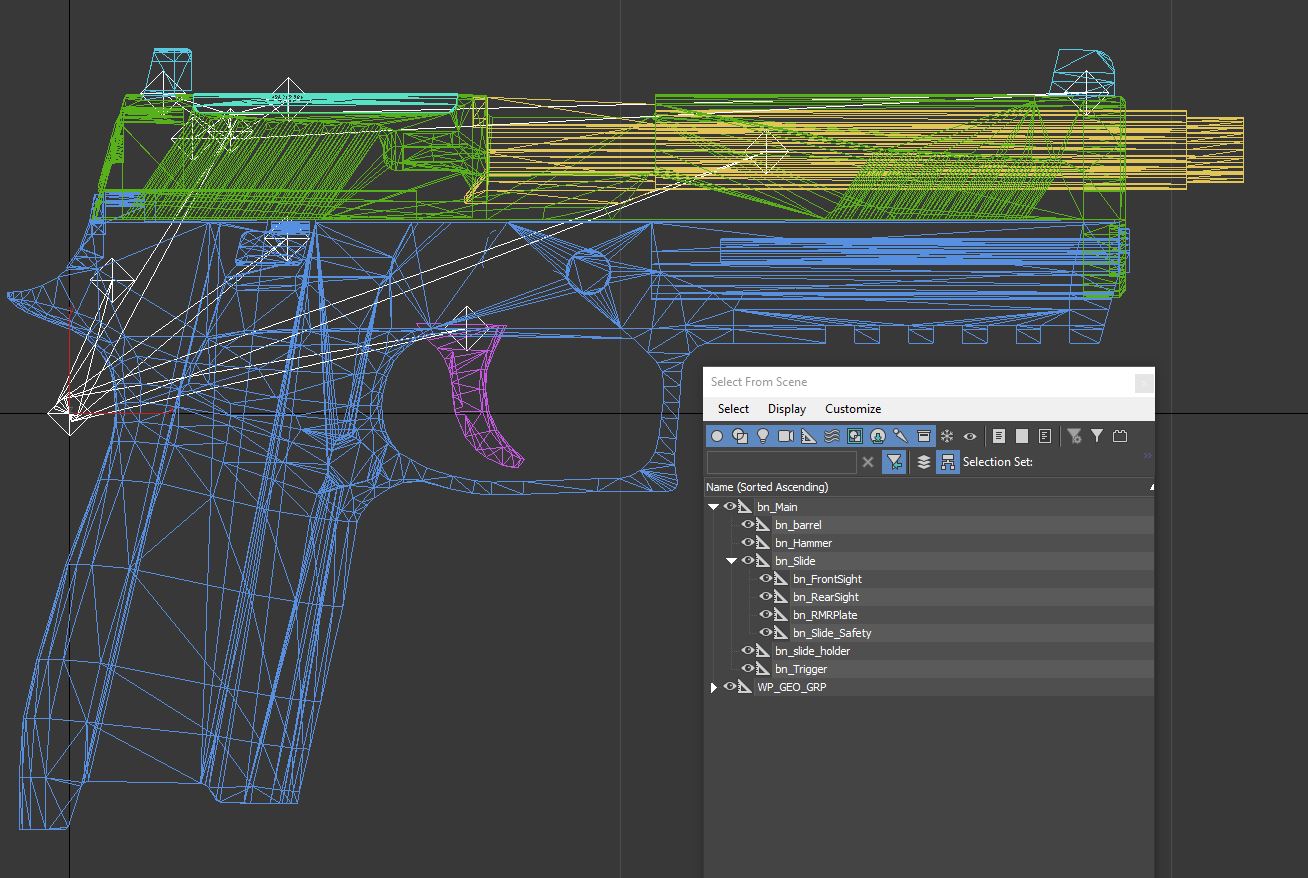 Select From Scene
Select Display Customize
Selection Set:
Name (Sorted Ascending)
bn_Main
bn_barrel
bn_Hammer
bn_Slide
bn_FrontSight
bn_RearSight
bn_RMRPlate
bn_Slide_Safety
bn_slide_holder
bn_Trigger
WP_GEO_GRP